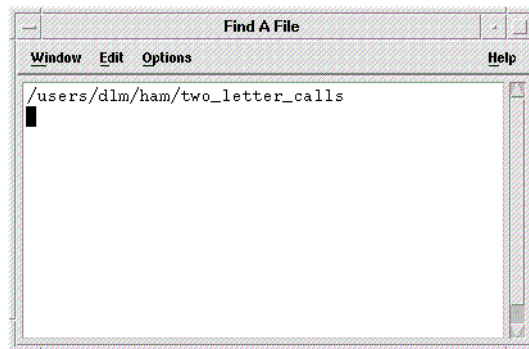 Find A File
Window Edit Options Help
/users/dlm/ham/two_letter_calls